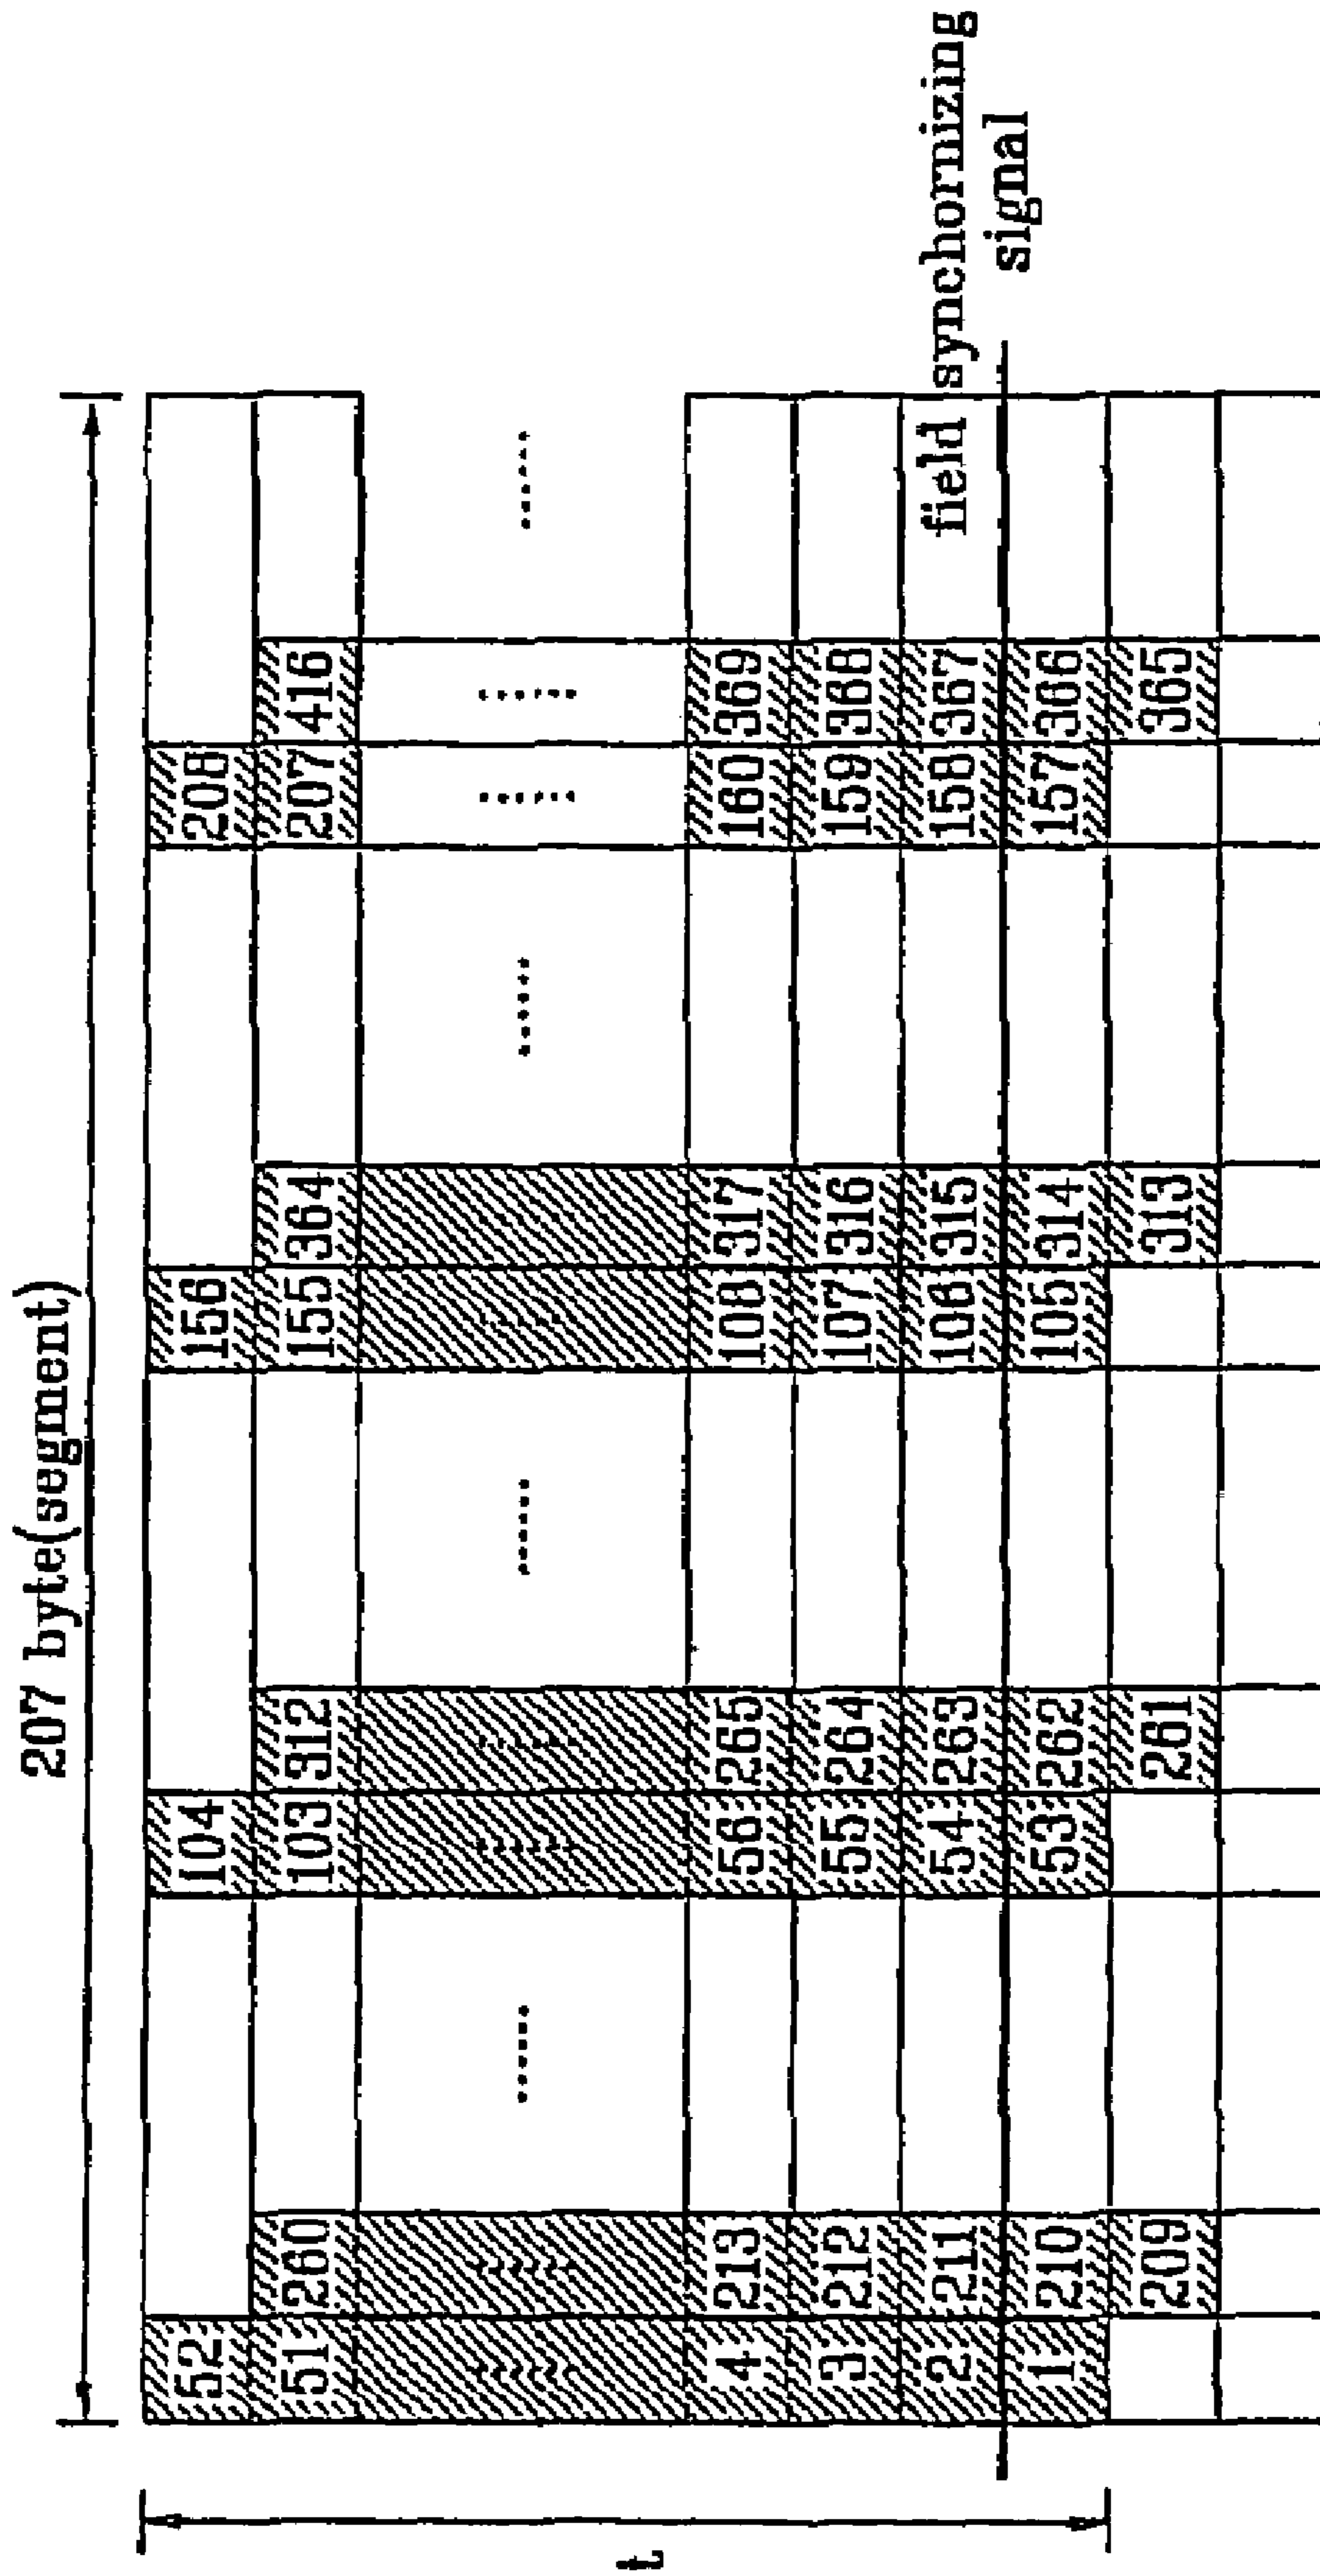 207 byte(segment)
52 104 156 208
51 260 103 312 155 364 207 416
t
4 213 56 265 108 317 160 369
3 212 55 264 107 316 159 368
2 211 54 263 106 315 158 367
field synchornizing
signal
1 210 53 262 105 314 157 366
209 261 313 365